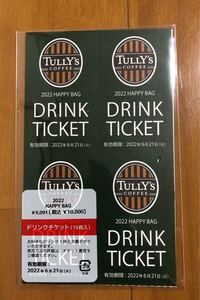 TULLY'S
COFFEE
2022 HAPPY BAG
DRINK
TICKET
有効期限：2022年6月21日(火)
TULLY'S
COFFEE
2022 HAPPY BAG
DRINK
TICKET
有効期限：2022年6月21日(火)
TULLY'S
COFFEE
TULLY'S
COFFEE
2022 HAPPY BAG
DRINK
TICKET
有効期限：2022年6月21日(火)
2022
HAPPY BAG
¥9,091 [税込 ¥10,000]
ドリンクチケット(15枚入)
有効期限
2022年6月21日(火)